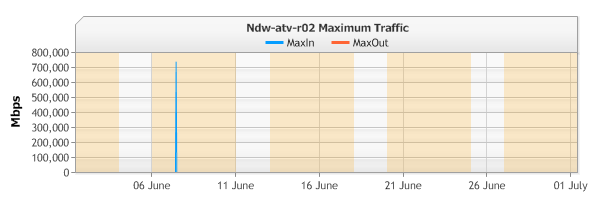 Ndw-atv-r02 Maximum Traffic
MaxIn MaxOut
Mbps
800,000
700,000
600,000
500,000
400,000
300,000
200,000
100,000
0
06 June 11 June 16 June 21 June 26 June 01 July